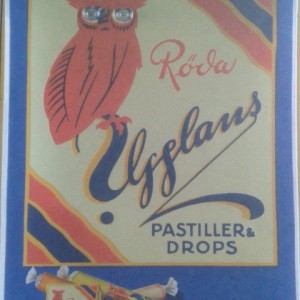 Röda
Ugglans
PASTILLER &
DROPS